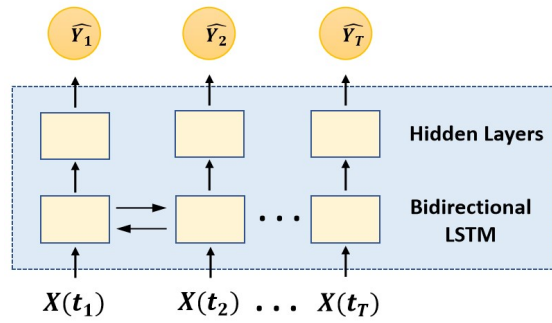 Ŷ₁ Ŷ₂ Ŷ_T
Hidden Layers
Bidirectional
LSTM
. . .
X(t₁) X(t₂) . . . X(t_T)